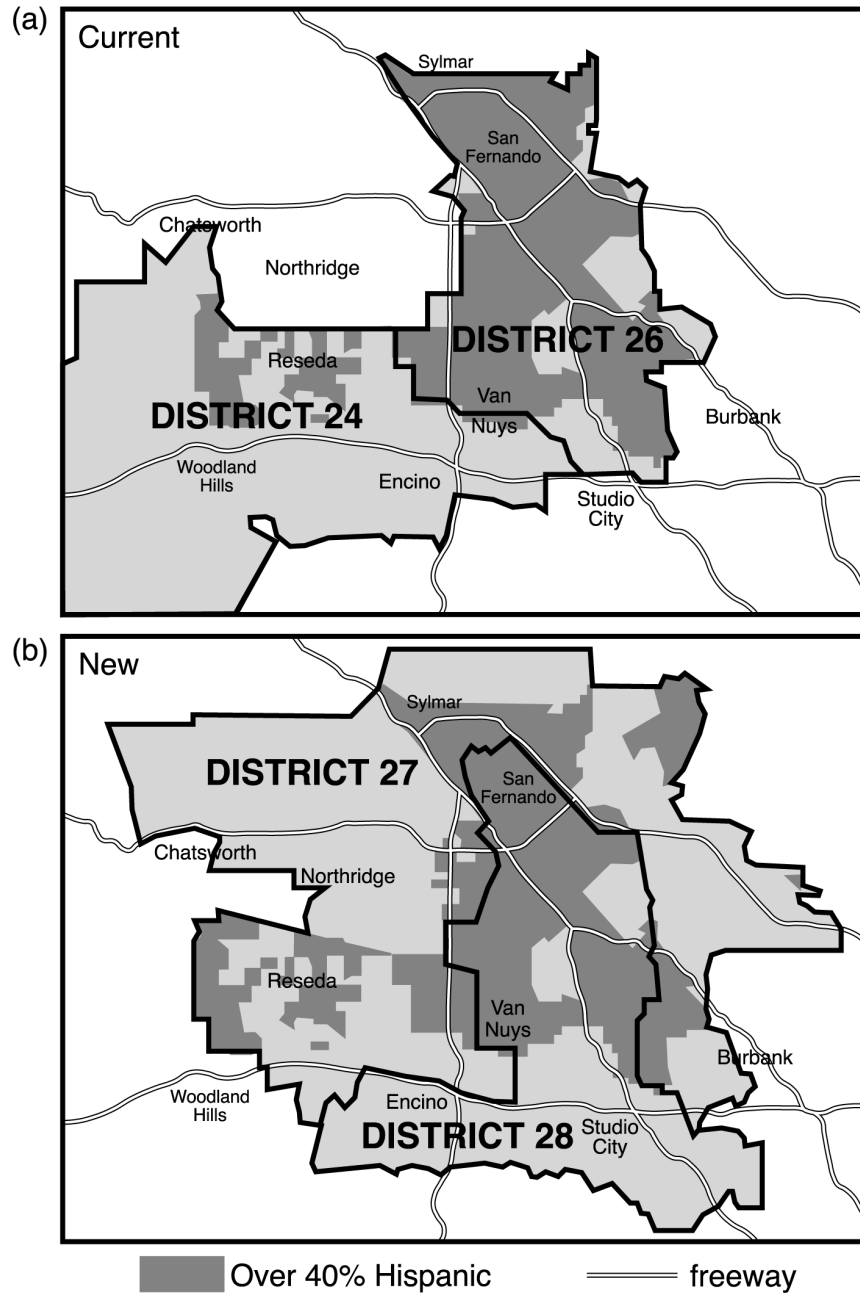 (a)
Current
Sylmar
San
Fernando
Chatsworth
Northridge
DISTRICT 26
Reseda
DISTRICT 24
Van
Nuys
Burbank
Woodland
Hills
Encino
Studio
City
(b)
New
Sylmar
DISTRICT 27
San
Fernando
Chatsworth
Northridge
Reseda
Van
Nuys
Burbank
Woodland
Hills
Encino
DISTRICT 28
Studio
City
Over 40% Hispanic
freeway